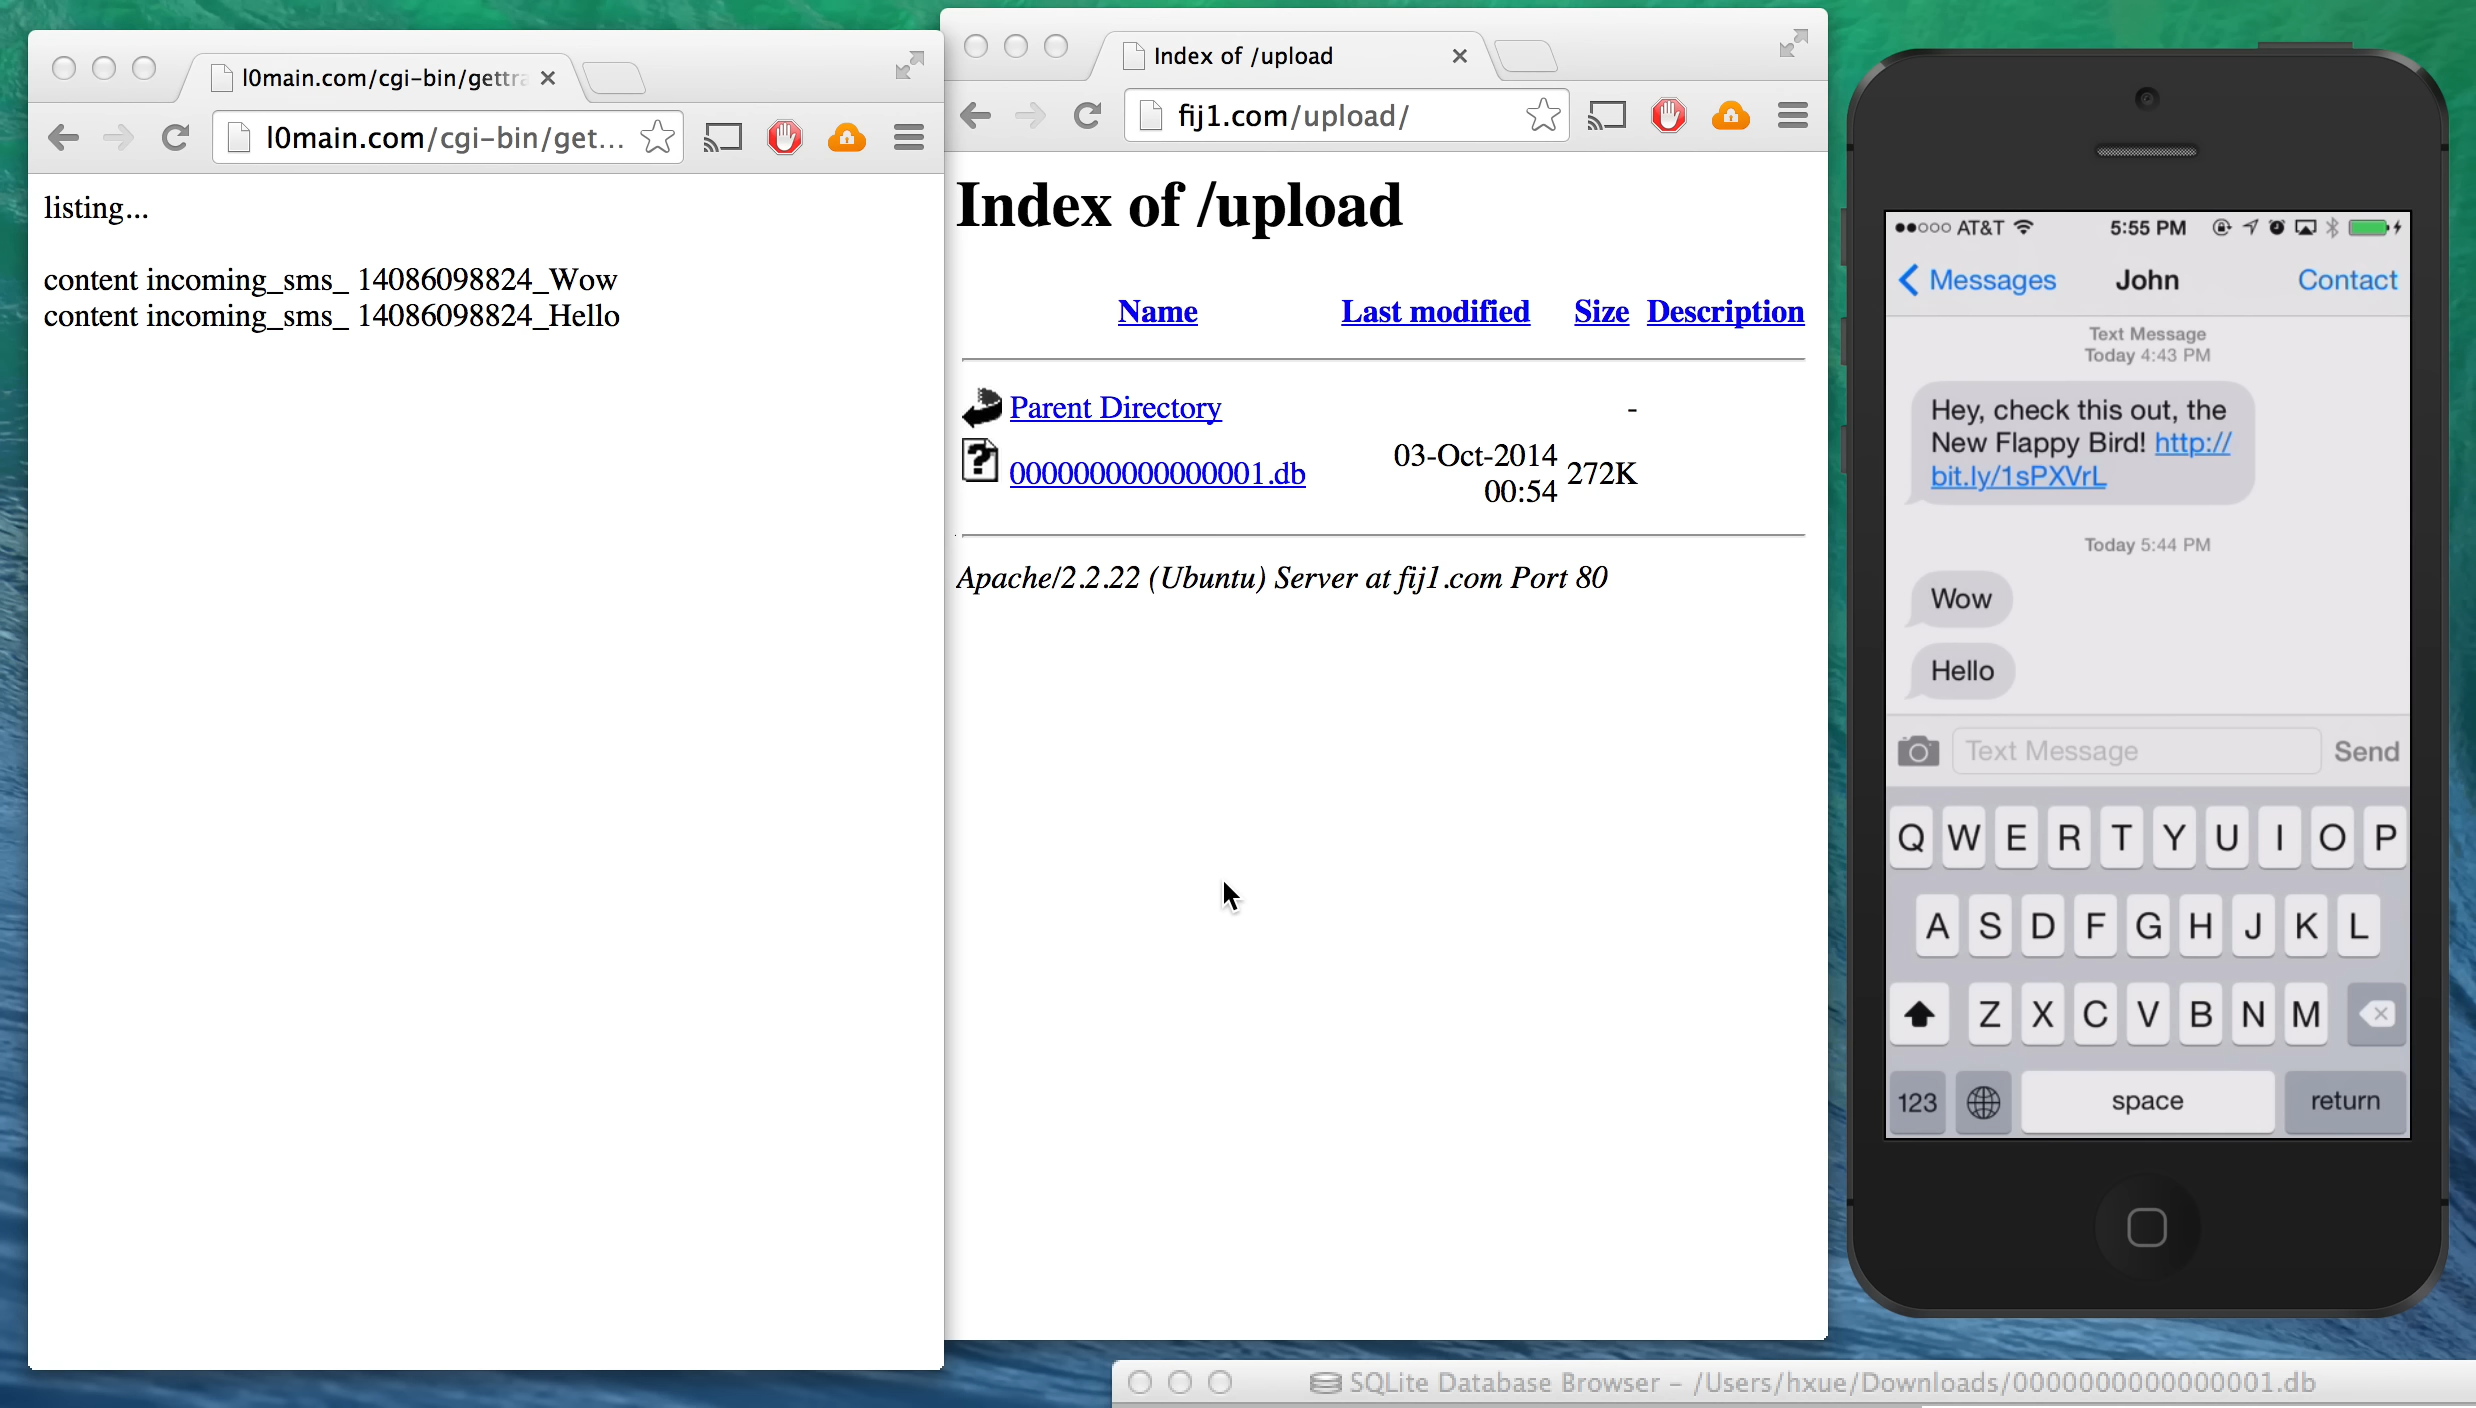 l0main.com/cgi-bin/gettra
l0main.com/cgi-bin/get...
listing...
content incoming_sms_ 14086098824_Wow
content incoming_sms_ 14086098824_Hello
Index of /upload
fij1.com/upload/
Index of /upload
Name Last modified Size Description
Parent Directory -
0000000000000001.db 03-Oct-2014 00:54 272K
Apache/2.2.22 (Ubuntu) Server at fij1.com Port 80
AT&T 5:55 PM
Messages John Contact
Text Message
Today 4:43 PM
Hey, check this out, the
New Flappy Bird! http://
bit.ly/1sPXVrL
Today 5:44 PM
Wow
Hello
Text Message Send
Q W E R T Y U I O P
A S D F G H J K L
Z X C V B N M
123 space return
SQLite Database Browser - /Users/hxue/Downloads/0000000000000001.db